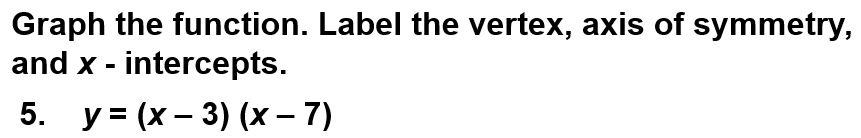 Graph the function. Label the vertex, axis of symmetry,
and x - intercepts.
5. y = (x – 3) (x – 7)